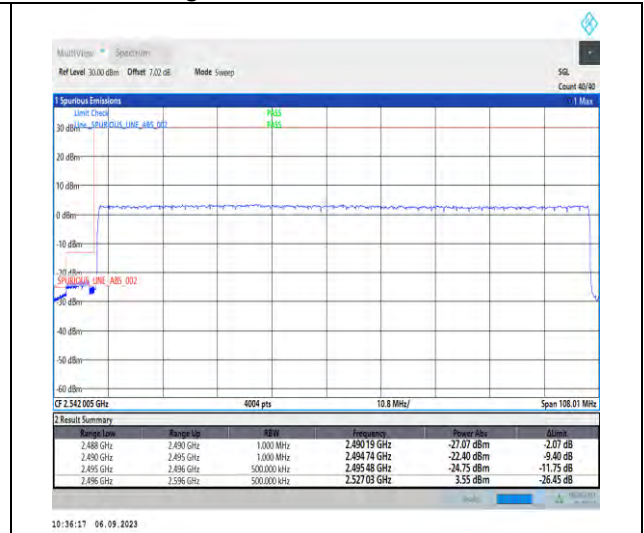 MultiView Spectrum
Ref Level 30.00 dBm Offset 7.02 dB Mode Sweep SGL
Count 40/40
1 Spurious Emissions 1 Max
Limit Check PASS
30 dBm Line _SPURIOUS_LINE_ABS_002 PASS
20 dBm
10 dBm
0 dBm
-10 dBm
-20 dBm
SPURIOUS_LINE_ABS_002
-30 dBm
-40 dBm
-50 dBm
-60 dBm
CF 2.542 005 GHz 4004 pts 10.8 MHz/ Span 108.01 MHz
2 Result Summary
Range Low Range Up RBW Frequency Power Abs ΔLimit
2.488 GHz 2.490 GHz 1.000 MHz 2.490 19 GHz -27.07 dBm -2.07 dB
2.490 GHz 2.495 GHz 1.000 MHz 2.494 74 GHz -22.40 dBm -9.40 dB
2.495 GHz 2.496 GHz 500.000 kHz 2.495 48 GHz -24.75 dBm -11.75 dB
2.496 GHz 2.596 GHz 500.000 kHz 2.527 03 GHz 3.55 dBm -26.45 dB
10:36:17 06.09.2023